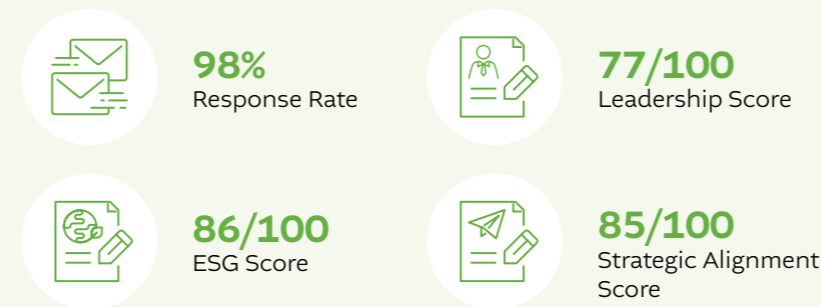 98%
Response Rate
77/100
Leadership Score
86/100
ESG Score
85/100
Strategic Alignment
Score